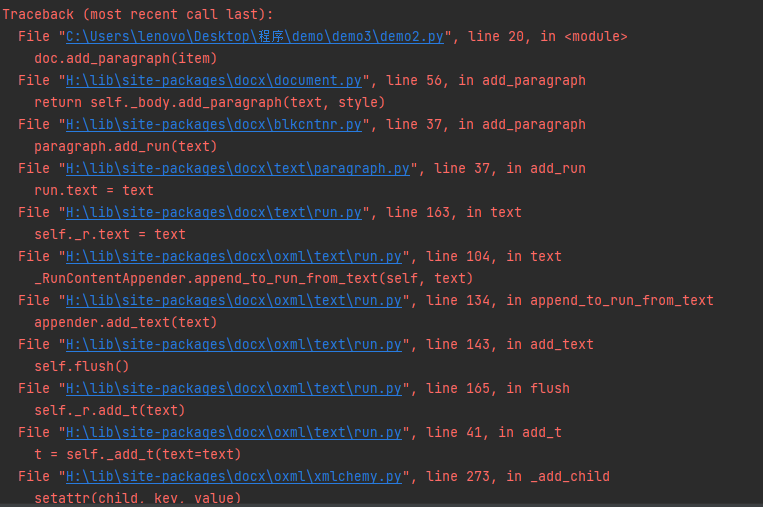 Traceback (most recent call last):
File "C:\Users\lenovo\Desktop\程序\demo\demo3\demo2.py", line 20, in <module>
doc.add_paragraph(item)
File "H:\lib\site-packages\docx\document.py", line 56, in add_paragraph
return self._body.add_paragraph(text, style)
File "H:\lib\site-packages\docx\blkcntnr.py", line 37, in add_paragraph
paragraph.add_run(text)
File "H:\lib\site-packages\docx\text\paragraph.py", line 37, in add_run
run.text = text
File "H:\lib\site-packages\docx\text\run.py", line 163, in text
self._r.text = text
File "H:\lib\site-packages\docx\oxml\text\run.py", line 104, in text
_RunContentAppender.append_to_run_from_text(self, text)
File "H:\lib\site-packages\docx\oxml\text\run.py", line 134, in append_to_run_from_text
appender.add_text(text)
File "H:\lib\site-packages\docx\oxml\text\run.py", line 143, in add_text
self.flush()
File "H:\lib\site-packages\docx\oxml\text\run.py", line 165, in flush
self._r.add_t(text)
File "H:\lib\site-packages\docx\oxml\text\run.py", line 41, in add_t
t = self._add_t(text=text)
File "H:\lib\site-packages\docx\oxml\xmlchemy.py", line 273, in _add_child
setattr(child, key, value)